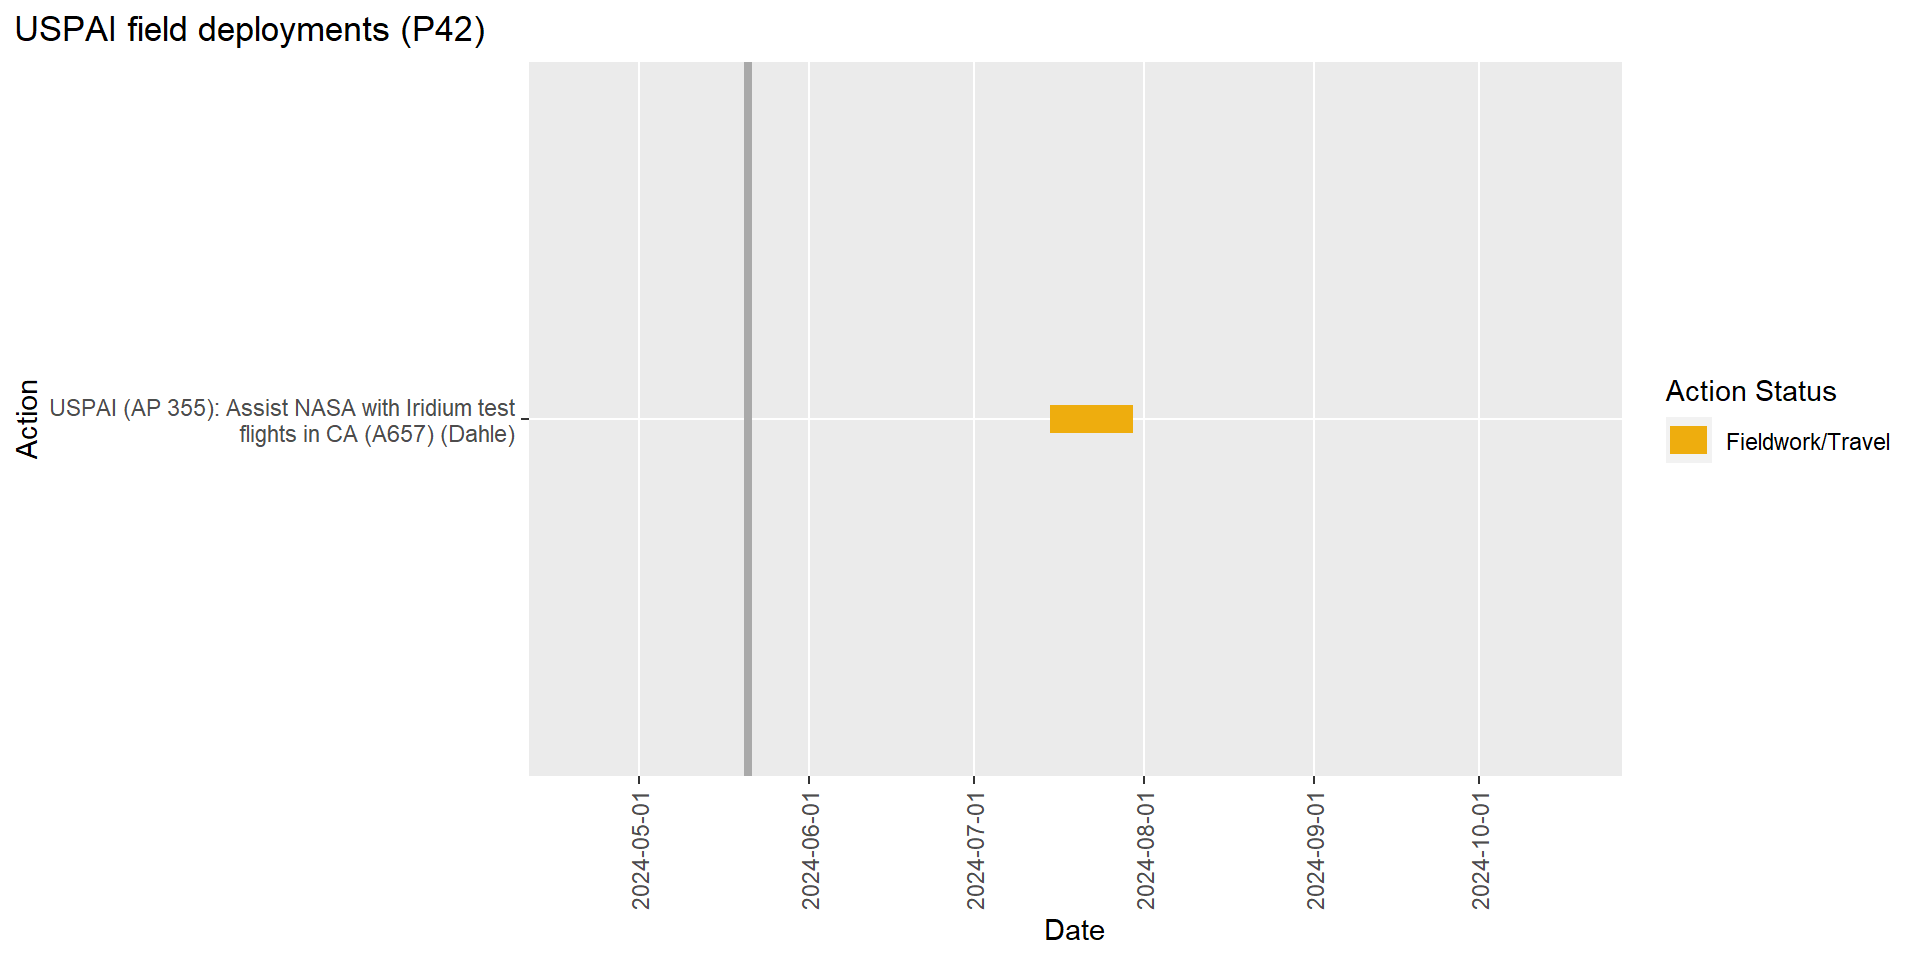 USPAI field deployments (P42)
Action
USPAI (AP 355): Assist NASA with Iridium test
flights in CA (A657) (Dahle)
2024-05-01
2024-06-01
2024-07-01
2024-08-01
2024-09-01
2024-10-01
Date
Action Status
Fieldwork/Travel